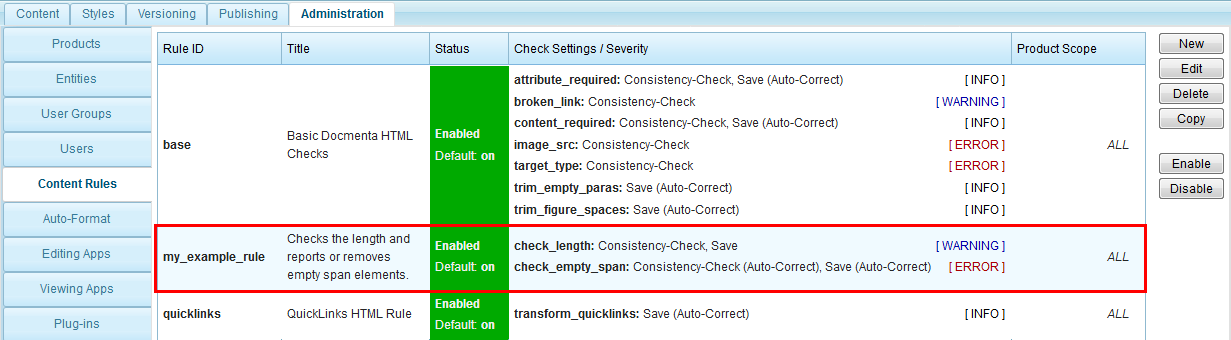 Content Styles Versioning Publishing Administration
Products
Entities
User Groups
Users
Content Rules
Auto-Format
Editing Apps
Viewing Apps
Plug-ins
Rule ID Title Status Check Settings / Severity Product Scope
base
Basic Docmenta HTML
Checks
Enabled
Default: on
attribute_required: Consistency-Check, Save (Auto-Correct) [ INFO ]
broken_link: Consistency-Check [ WARNING ]
content_required: Consistency-Check, Save (Auto-Correct) [ INFO ]
image_src: Consistency-Check [ ERROR ]
target_type: Consistency-Check [ ERROR ]
trim_empty_paras: Save (Auto-Correct) [ INFO ]
trim_figure_spaces: Save (Auto-Correct) [ INFO ]
ALL
my_example_rule
Checks the length and
reports or removes
empty span elements.
Enabled
Default: on
check_length: Consistency-Check, Save [ WARNING ]
check_empty_span: Consistency-Check (Auto-Correct), Save (Auto-Correct) [ ERROR ]
ALL
quicklinks
QuickLinks HTML Rule
Enabled
Default: on
transform_quicklinks: Save (Auto-Correct) [ INFO ]
ALL
New
Edit
Delete
Copy
Enable
Disable